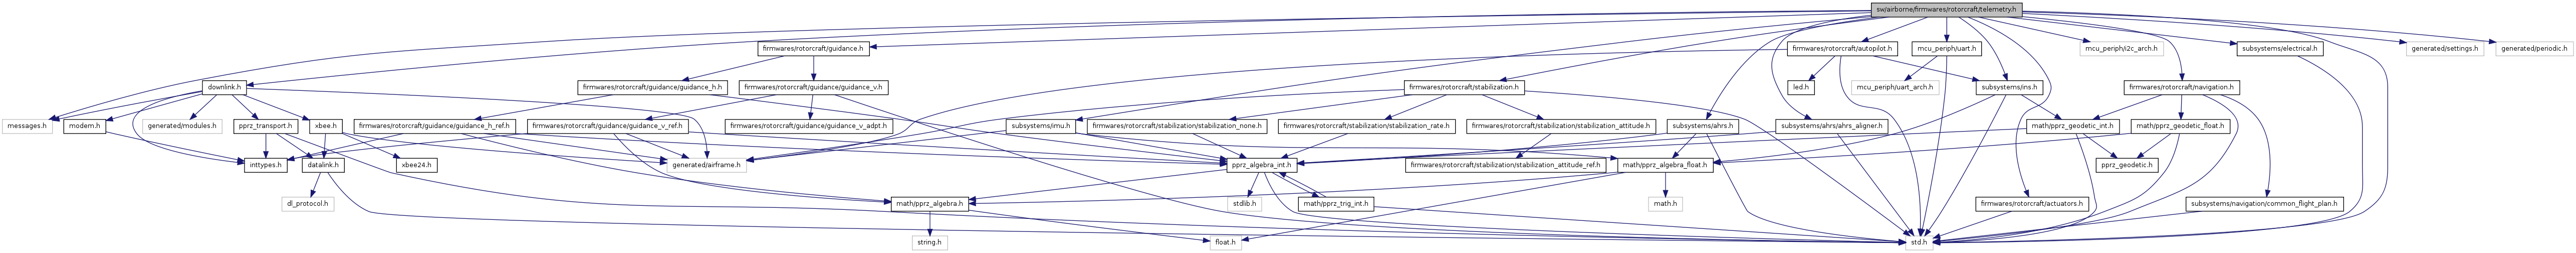 sw/airborne/firmwares/rotorcraft/telemetry.h
firmwares/rotorcraft/guidance.h
firmwares/rotorcraft/autopilot.h
mcu_periph/uart.h
mcu_periph/i2c_arch.h
subsystems/electrical.h
generated/settings.h
generated/periodic.h
downlink.h
firmwares/rotorcraft/guidance/guidance_h.h
firmwares/rotorcraft/guidance/guidance_v.h
firmwares/rotorcraft/stabilization.h
led.h
mcu_periph/uart_arch.h
subsystems/ins.h
firmwares/rotorcraft/navigation.h
messages.h
modem.h
generated/modules.h
pprz_transport.h
xbee.h
firmwares/rotorcraft/guidance/guidance_h_ref.h
firmwares/rotorcraft/guidance/guidance_v_ref.h
firmwares/rotorcraft/guidance/guidance_v_adpt.h
subsystems/imu.h
firmwares/rotorcraft/stabilization/stabilization_none.h
firmwares/rotorcraft/stabilization/stabilization_rate.h
firmwares/rotorcraft/stabilization/stabilization_attitude.h
subsystems/ahrs.h
subsystems/ahrs/ahrs_aligner.h
math/pprz_geodetic_int.h
math/pprz_geodetic_float.h
inttypes.h
datalink.h
xbee24.h
generated/airframe.h
pprz_algebra_int.h
firmwares/rotorcraft/stabilization/stabilization_attitude_ref.h
math/pprz_algebra_float.h
pprz_geodetic.h
dl_protocol.h
math/pprz_algebra.h
stdlib.h
math/pprz_trig_int.h
math.h
firmwares/rotorcraft/actuators.h
subsystems/navigation/common_flight_plan.h
string.h
float.h
std.h